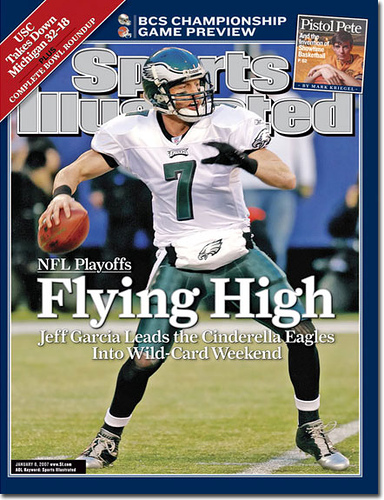 USC
Takes Down
Michigan 32-18
COMPLETE BOWL ROUNDUP
BCS CHAMPIONSHIP
GAME PREVIEW
Pistol Pete
And the
Invention of
Showtime
Basketball
BY MARK KRIEGEL
Sports
Illustrated
EAGLES
7
NFL Playoffs
Flying High
Jeff Garcia Leads the Cinderella Eagles
Into Wild-Card Weekend
JANUARY 8, 2007 www.SI.com
AOL Keyword: Sports Illustrated